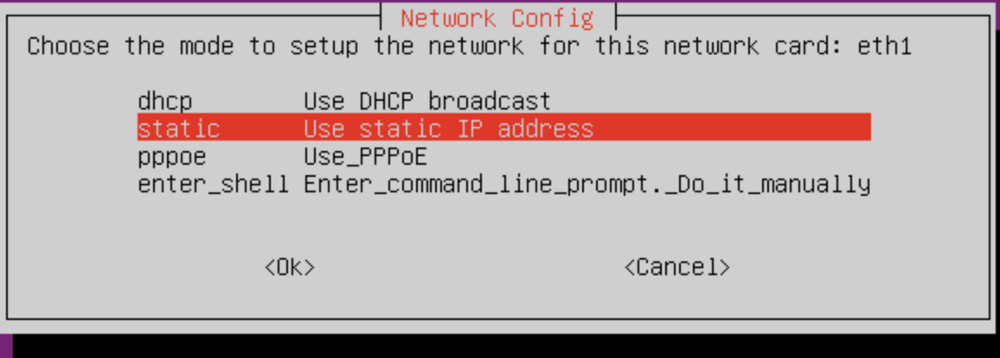 Network Config
Choose the mode to setup the network for this network card: eth1
dhcp Use DHCP broadcast
static Use static IP address
pppoe Use_PPPoE
enter_shell Enter_command_line_prompt._Do_it_manually
<Ok> <Cancel>